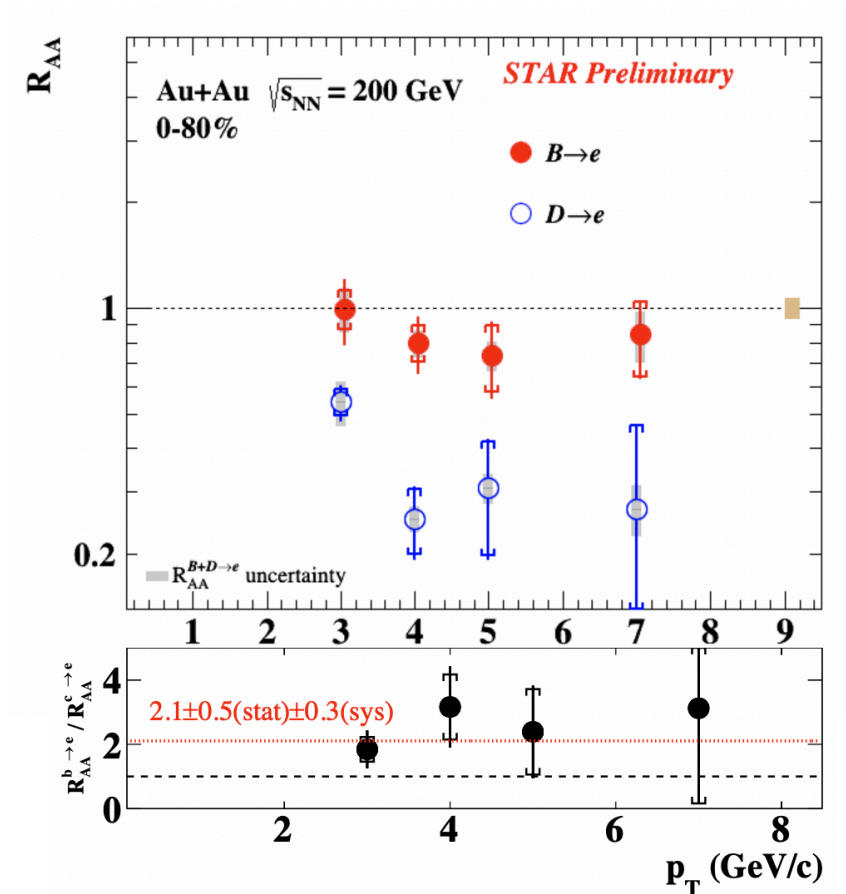 R_AA
STAR Preliminary
Au+Au √s_NN = 200 GeV
0-80%
B→e
D→e
1
0.2
R_AA^{B+D→e} uncertainty
1 2 3 4 5 6 7 8 9
R_AA^{b→e} / R_AA^{c→e}
4
2.1±0.5(stat)±0.3(sys)
2
0
2 4 6 8
p_T (GeV/c)